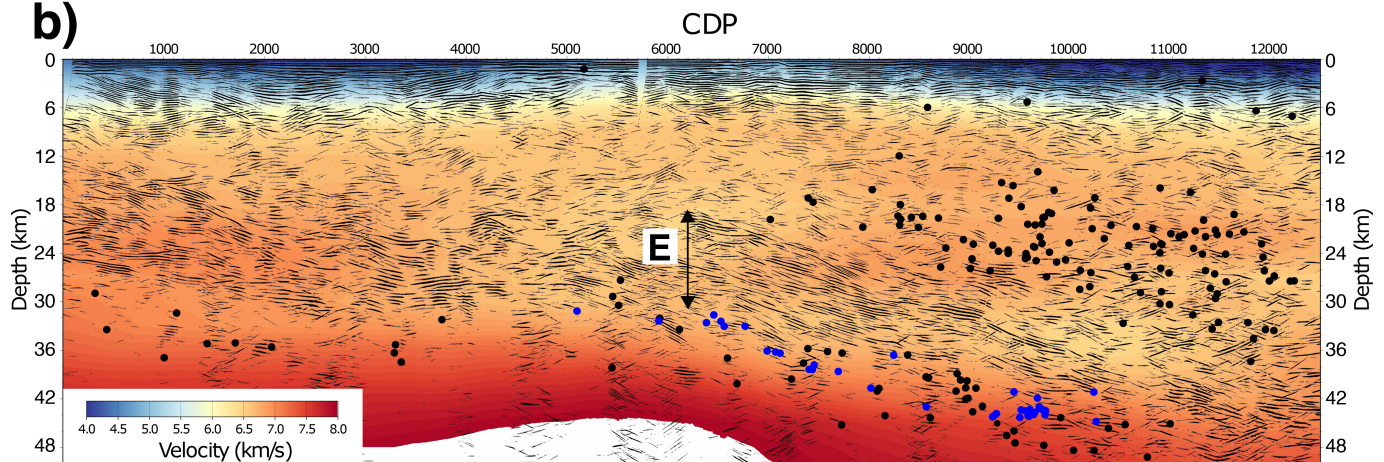 b)
CDP
1000 2000 3000 4000 5000 6000 7000 8000 9000 10000 11000 12000
0 0
6 6
12 12
18 18
24 24
30 30
36 36
42 42
48 48
Depth (km)
Depth (km)
E
4.0 4.5 5.0 5.5 6.0 6.5 7.0 7.5 8.0
Velocity (km/s)